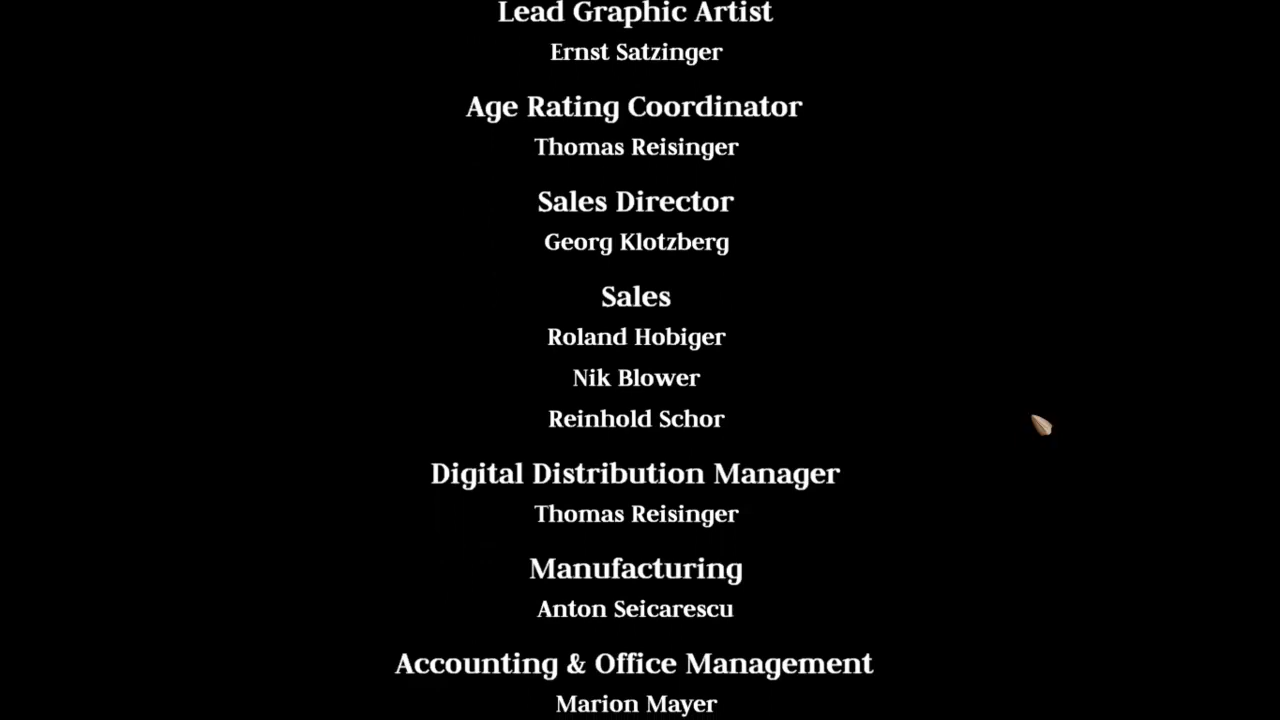 Lead Graphic Artist
Ernst Satzinger
Age Rating Coordinator
Thomas Reisinger
Sales Director
Georg Klotzberg
Sales
Roland Hobiger
Nik Blower
Reinhold Schor
Digital Distribution Manager
Thomas Reisinger
Manufacturing
Anton Seicarescu
Accounting & Office Management
Marion Mayer